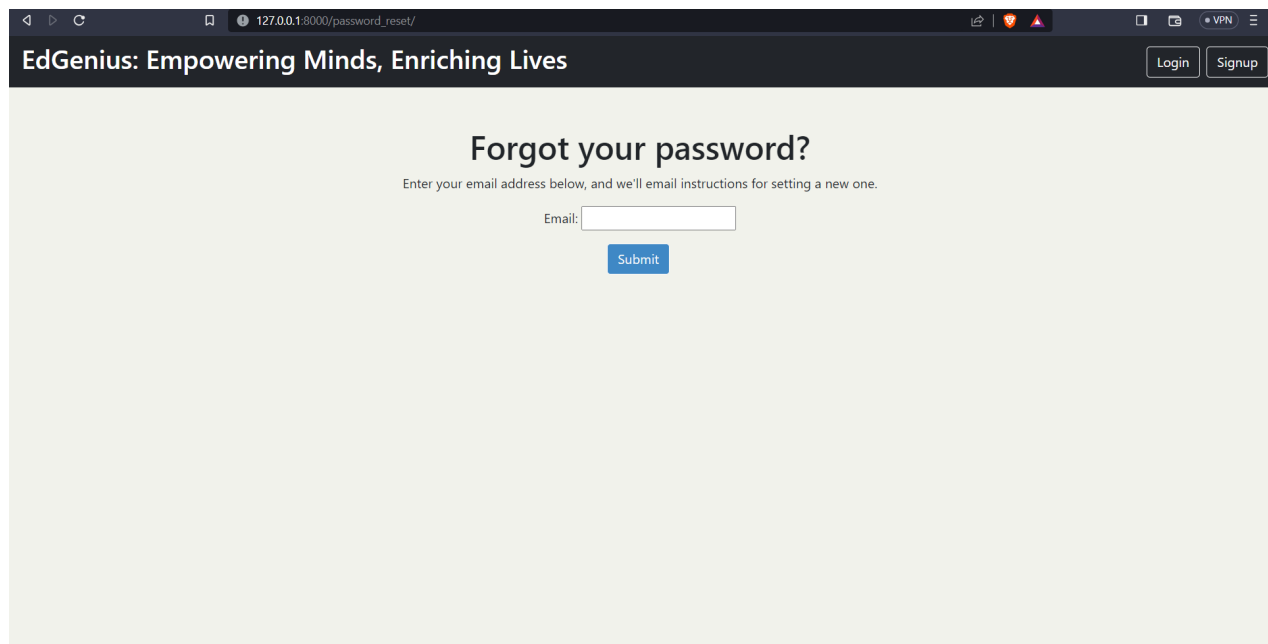 127.0.0.1:8000/password_reset/
VPN
EdGenius: Empowering Minds, Enriching Lives
Login
Signup
Forgot your password?
Enter your email address below, and we'll email instructions for setting a new one.
Email:
Submit